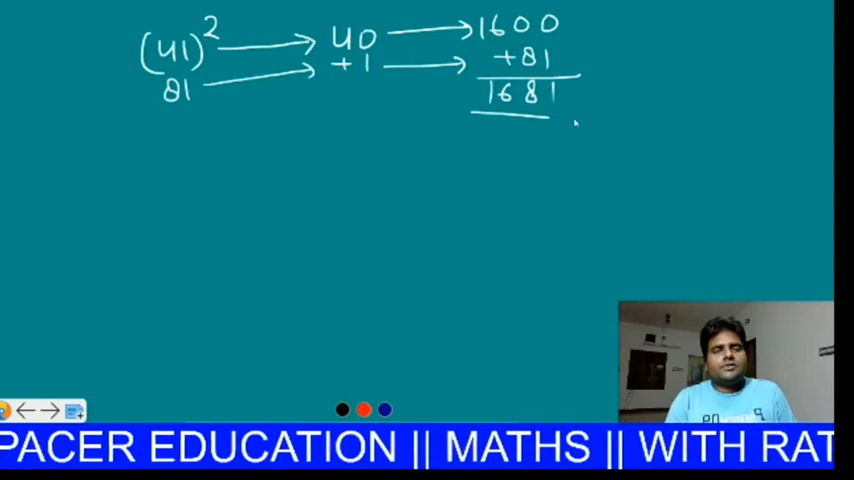 (41)² → 40 → 1600
81 → + 1 → +81
1681
PACER EDUCATION || MATHS || WITH RAT